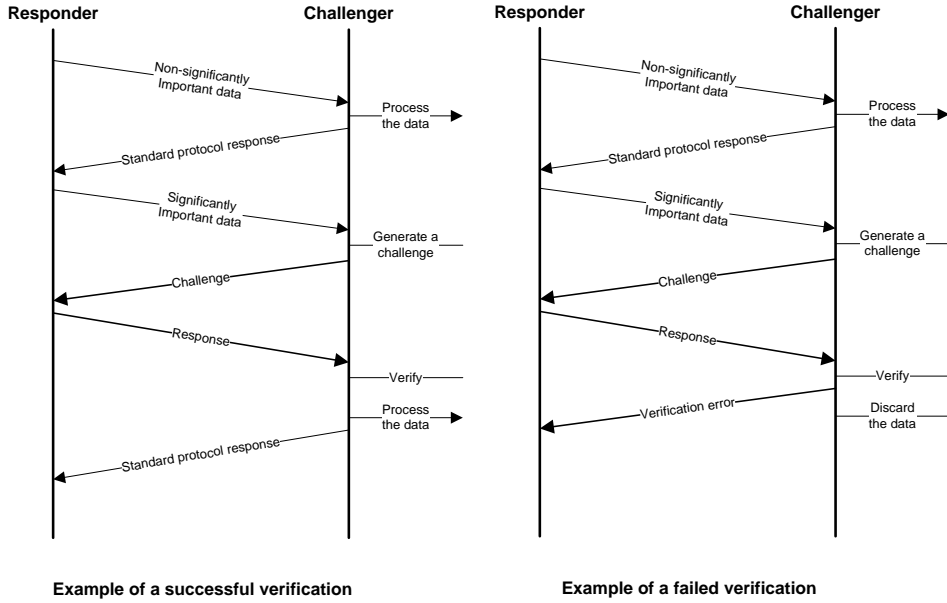 Responder
Challenger
Non-significantly
Important data
Process
the data
Standard protocol response
Significantly
Important data
Generate a
challenge
Challenge
Response
Verify
Process
the data
Standard protocol response
Example of a successful verification
Responder
Challenger
Non-significantly
Important data
Process
the data
Standard protocol response
Significantly
Important data
Generate a
challenge
Challenge
Response
Verify
Verification error
Discard
the data
Example of a failed verification